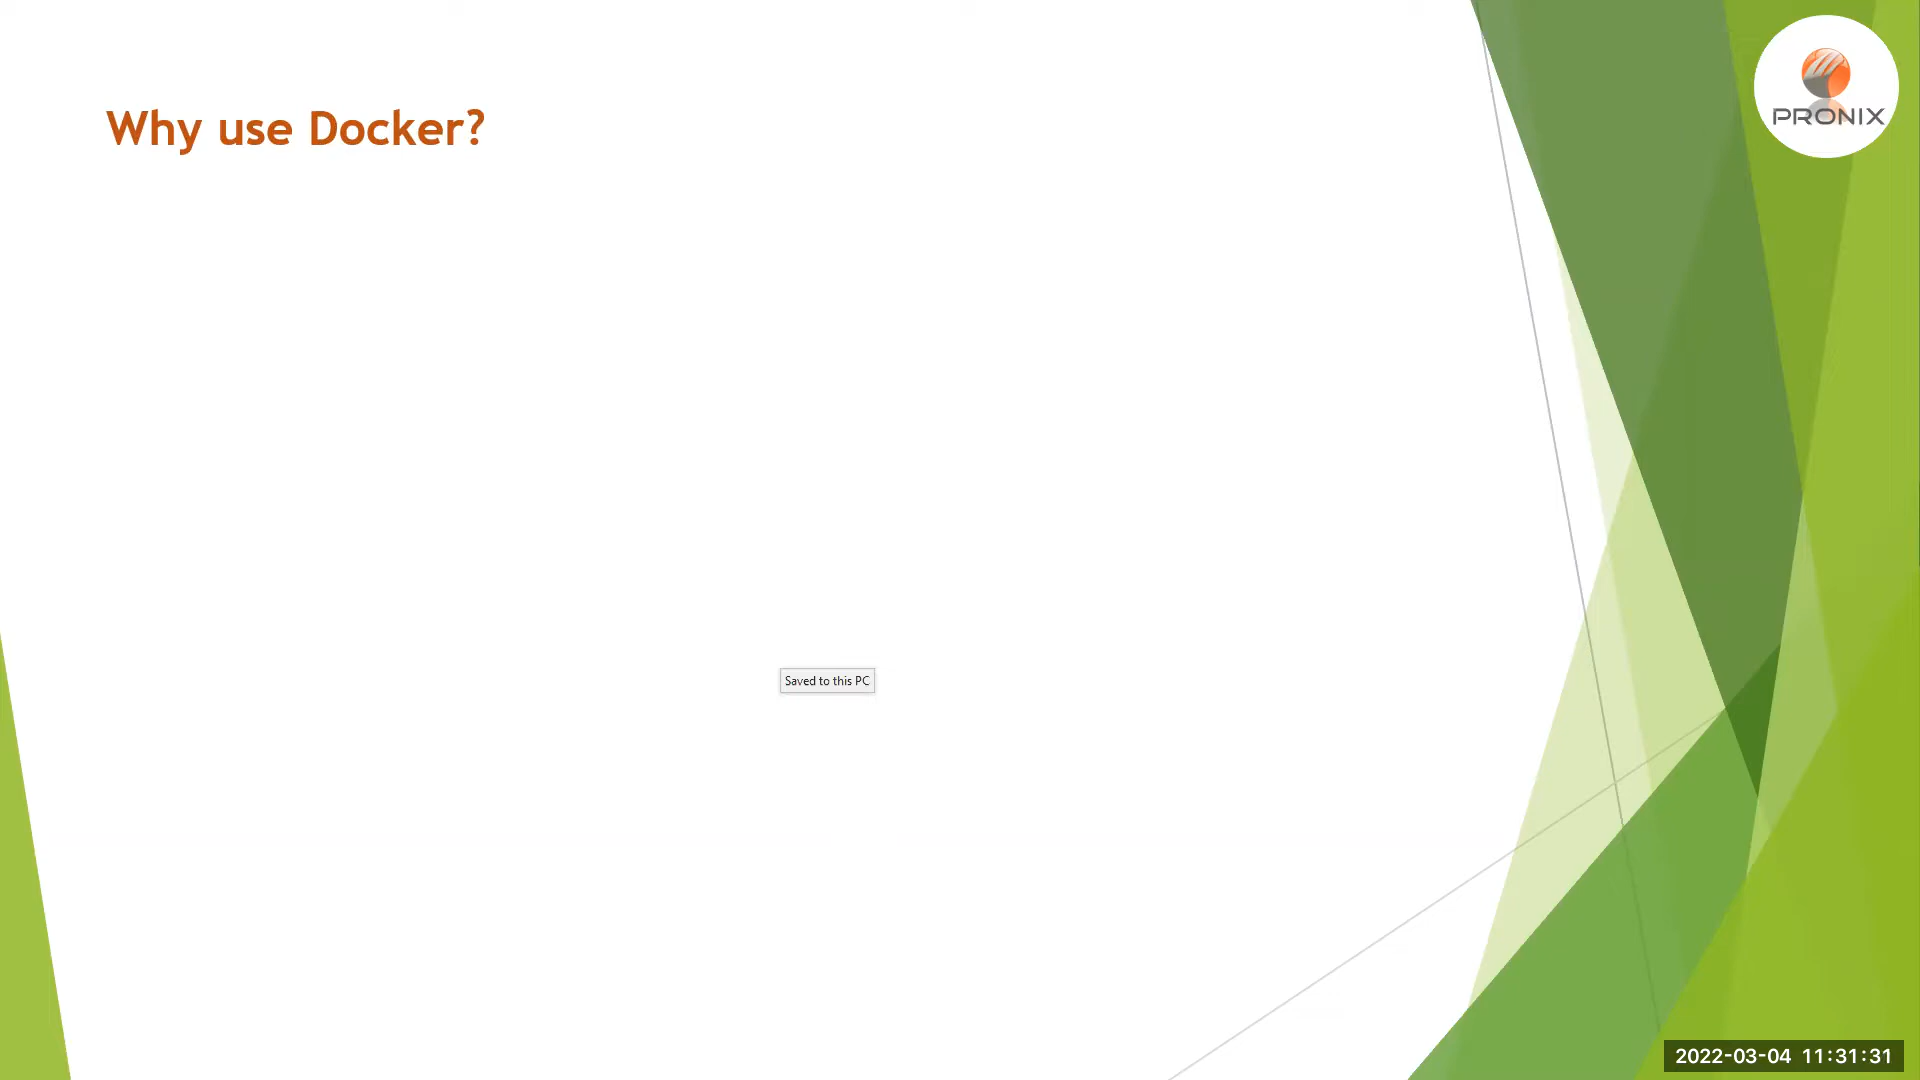 Why use Docker?
PRONIX
Saved to this PC
2022-03-04 11:31:31